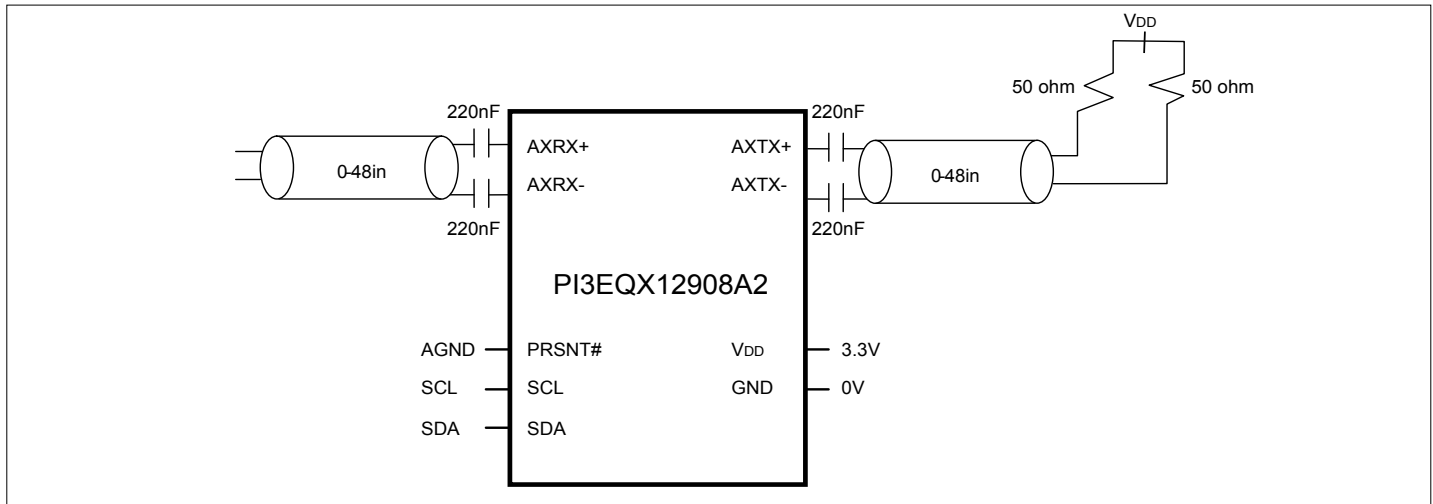 VDD
50 ohm 50 ohm
220nF 220nF
AXRX+ AXTX+
0-48in 0-48in
AXRX- AXTX-
220nF 220nF
PI3EQX12908A2
AGND PRSNT# VDD 3.3V
SCL SCL GND 0V
SDA SDA